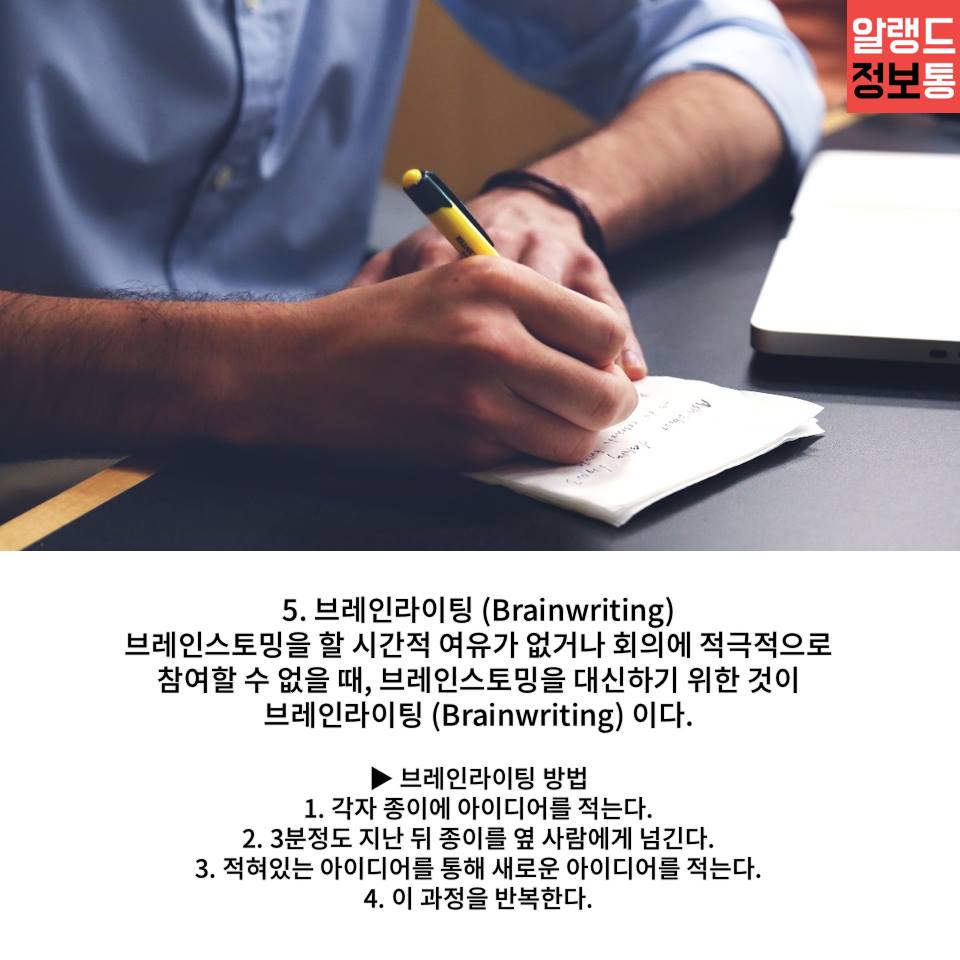 알랭드
정보통
5. 브레인라이팅 (Brainwriting)
브레인스토밍을 할 시간적 여유가 없거나 회의에 적극적으로
참여할 수 없을 때, 브레인스토밍을 대신하기 위한 것이
브레인라이팅 (Brainwriting) 이다.
▶ 브레인라이팅 방법
1. 각자 종이에 아이디어를 적는다.
2. 3분정도 지난 뒤 종이를 옆 사람에게 넘긴다.
3. 적혀있는 아이디어를 통해 새로운 아이디어를 적는다.
4. 이 과정을 반복한다.